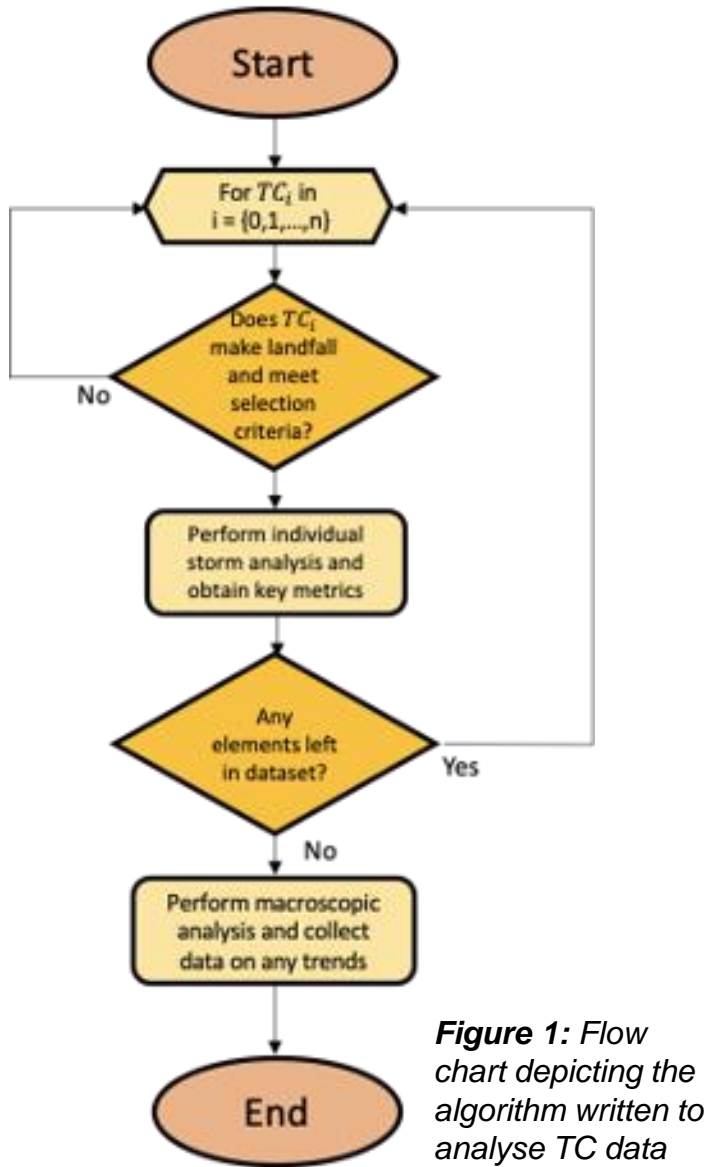 Start
For TCᵢ in
i = {0,1,...,n}
Does TCᵢ
make landfall
and meet
selection
criteria?
No
Perform individual
storm analysis and
obtain key metrics
Any
elements left
in dataset?
Yes
No
Perform macroscopic
analysis and collect
data on any trends
End
Figure 1: Flow
chart depicting the
algorithm written to
analyse TC data